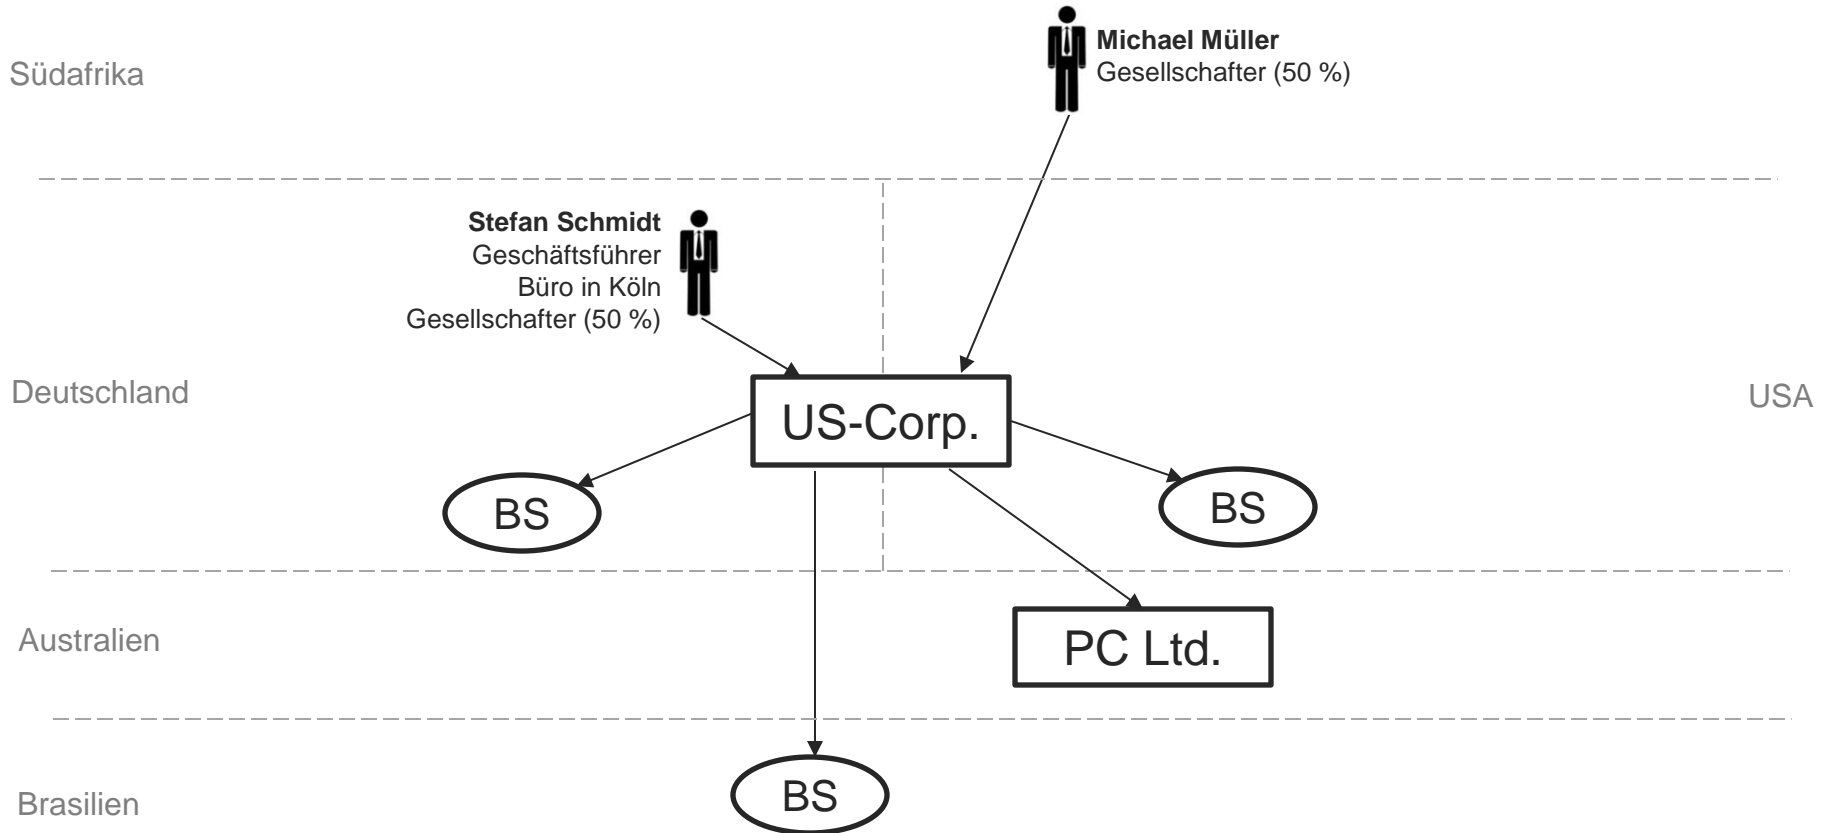 Michael Müller
Gesellschafter (50 %)
Südafrika
Stefan Schmidt
Geschäftsführer
Büro in Köln
Gesellschafter (50 %)
Deutschland
US-Corp.
USA
BS
BS
Australien
PC Ltd.
Brasilien
BS